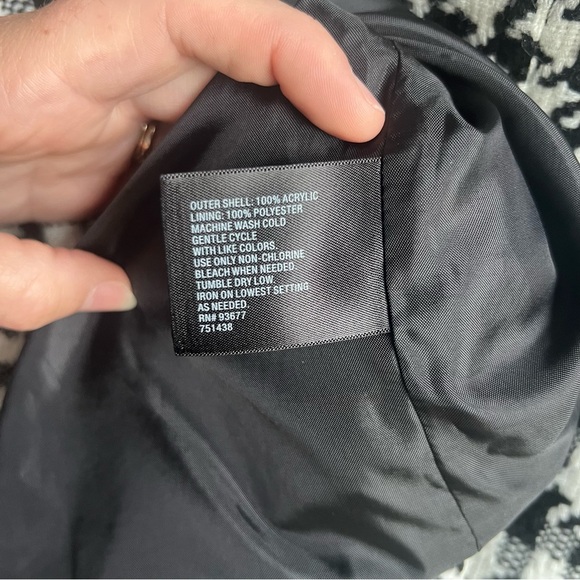 OUTER SHELL: 100% ACRYLIC
LINING: 100% POLYESTER
MACHINE WASH COLD
GENTLE CYCLE
WITH LIKE COLORS.
USE ONLY NON-CHLORINE
BLEACH WHEN NEEDED.
TUMBLE DRY LOW.
IRON ON LOWEST SETTING
AS NEEDED.
RN# 93677
751438